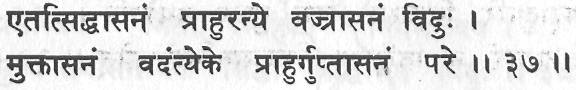 एतत्सिद्धासनं प्राहुरन्ये वज्रासनं विदुः ।
मुक्तासनं वदंत्येके प्राहुर्गुप्तासनं परे ।। ३७ ।।